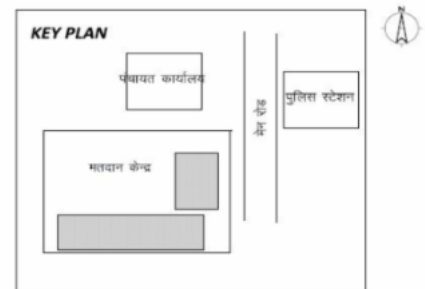 N
KEY PLAN
पंचायत कार्यालय
पुलिस स्टेशन
मेन रोड
मतदान केन्द्र